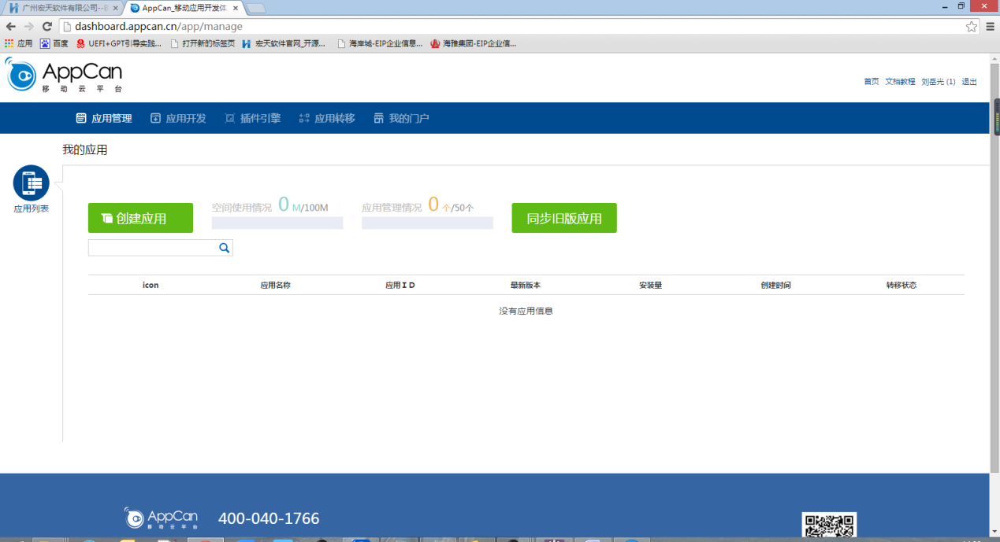 广州宏天软件有限公司--E
AppCan_移动应用开发体
dashboard.appcan.cn/app/manage
应用 百度 UEFI+GPT引导实践... 打开新的标签页 宏天软件官网_开源... 海岸城-EIP企业信息... 海雅集团-EIP企业信...
AppCan
移动云平台
首页 文档教程 刘岳光 (1) 退出
应用管理 应用开发 插件引擎 应用转移 我的门户
我的应用
应用列表
创建应用 空间使用情况 0 M/100M 应用管理情况 0 个/50个 同步旧版应用
icon 应用名称 应用ＩＤ 最新版本 安装量 创建时间 转移状态
没有应用信息
AppCan 400-040-1766
移动云平台